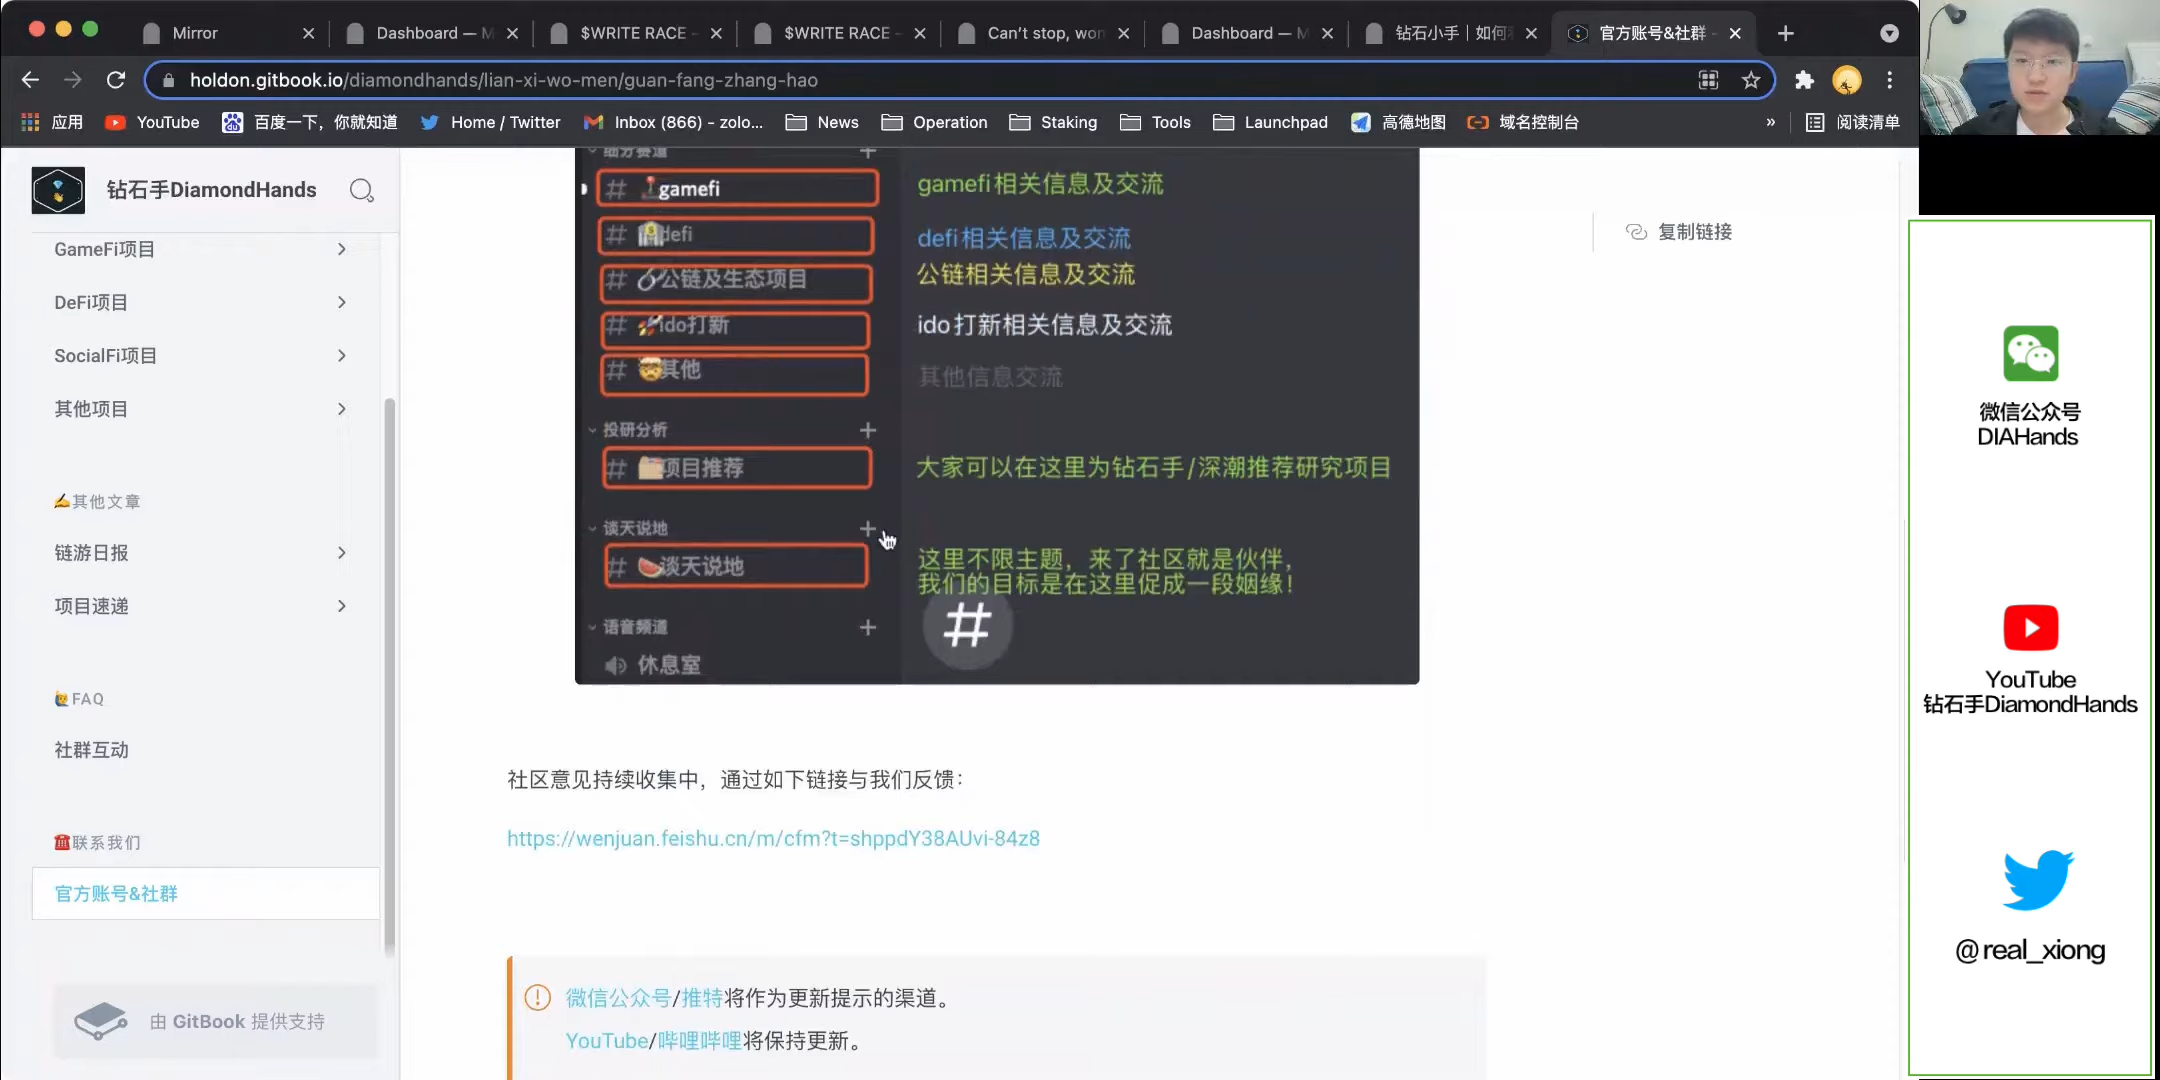 Mirror
Dashboard — M
$WRITE RACE -
$WRITE RACE -
Can't stop, won
Dashboard — M
钻石小手｜如何
官方账号&社群 -
holdon.gitbook.io/diamondhands/lian-xi-wo-men/guan-fang-zhang-hao
应用
YouTube
百度一下，你就知道
Home / Twitter
Inbox (866) - zolo...
News
Operation
Staking
Tools
Launchpad
高德地图
域名控制台
»
阅读清单
钻石手DiamondHands
GameFi项目
DeFi项目
SocialFi项目
其他项目
✍️其他文章
链游日报
项目速递
🙋FAQ
社群互动
☎️联系我们
官方账号&社群
由 GitBook 提供支持
细分赛道
# gamefi
gamefi相关信息及交流
# defi
defi相关信息及交流
# 公链及生态项目
公链相关信息及交流
# ido打新
ido打新相关信息及交流
# 其他
其他信息交流
投研分析
# 项目推荐
大家可以在这里为钻石手/深潮推荐研究项目
谈天说地
# 谈天说地
这里不限主题，来了社区就是伙伴，
我们的目标是在这里促成一段姻缘！
#
语音频道
休息室
复制链接
社区意见持续收集中，通过如下链接与我们反馈：
https://wenjuan.feishu.cn/m/cfm?t=shppdY38AUvi-84z8
微信公众号/推特将作为更新提示的渠道。
YouTube/哔哩哔哩将保持更新。
微信公众号
DIAHands
YouTube
钻石手DiamondHands
@real_xiong